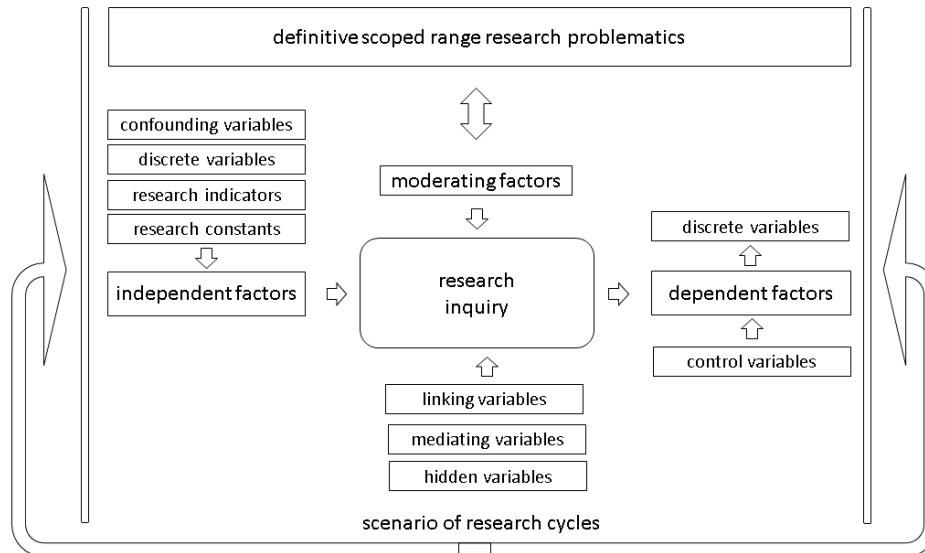 definitive scoped range research problematics
confounding variables
discrete variables
research indicators
research constants
independent factors
moderating factors
research
inquiry
linking variables
mediating variables
hidden variables
discrete variables
dependent factors
control variables
scenario of research cycles